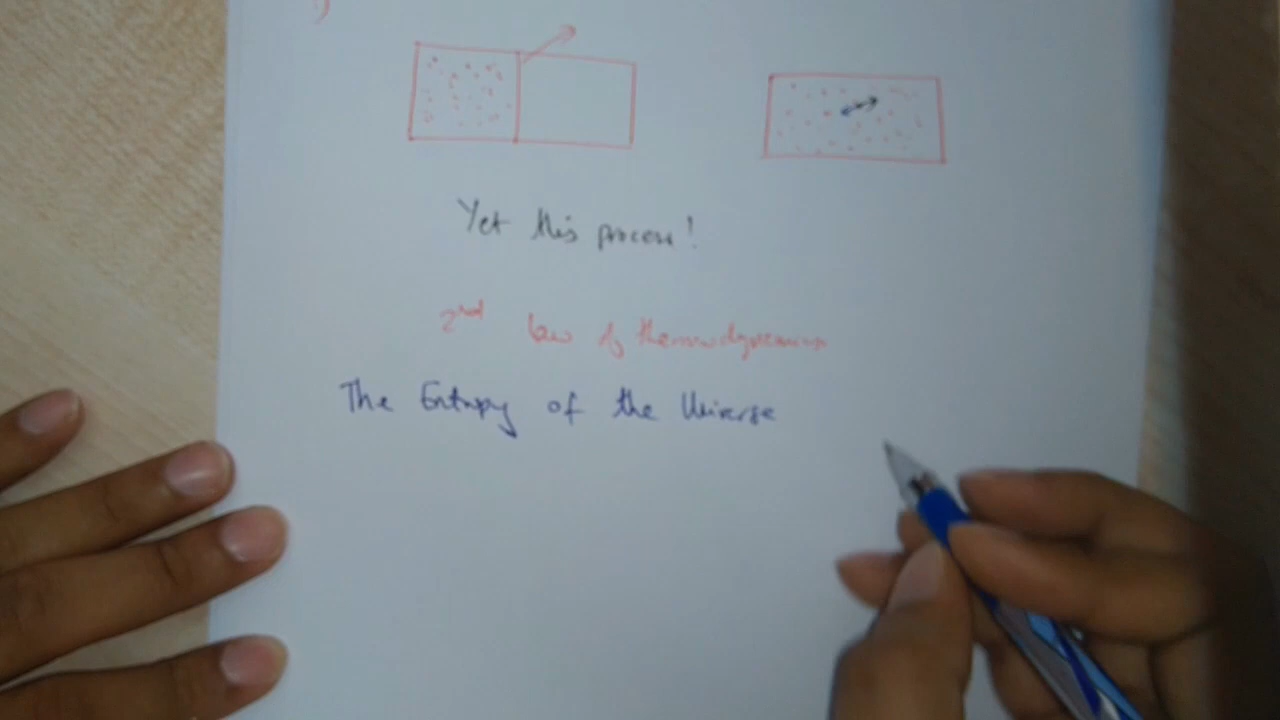 Yet this process!
2nd law of thermodynamics
The Entropy of the Universe